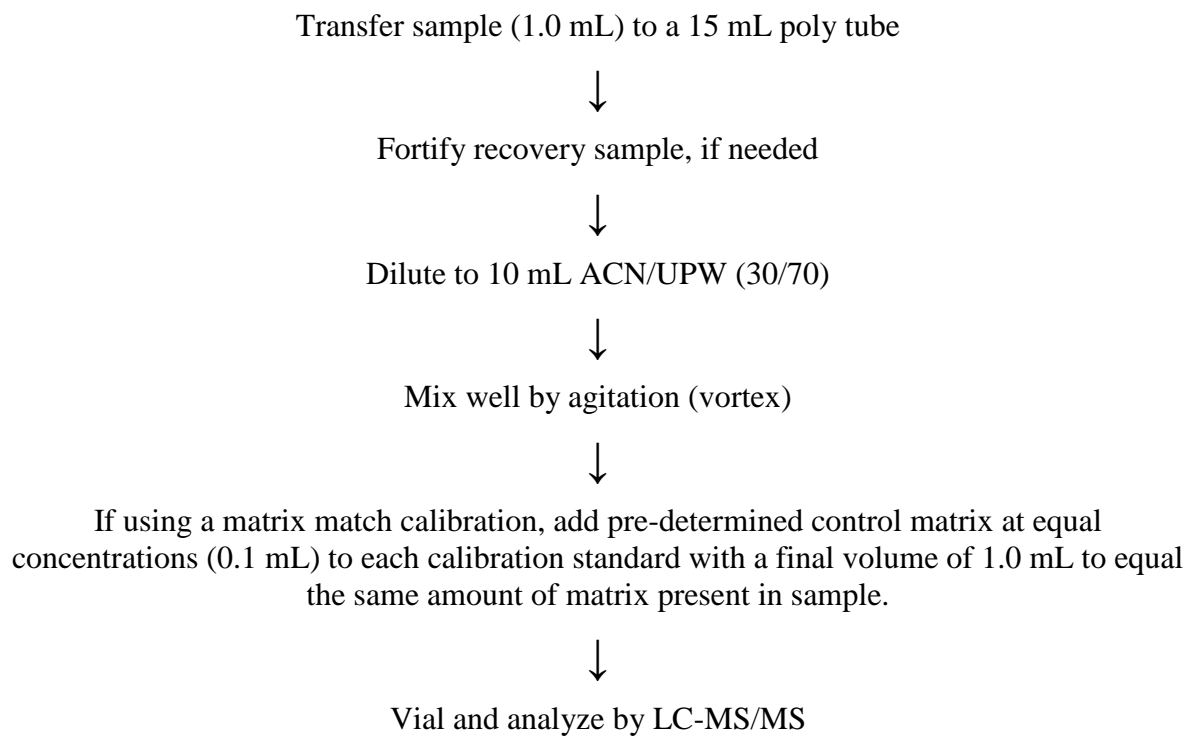 Transfer sample (1.0 mL) to a 15 mL poly tube
↓
Fortify recovery sample, if needed
↓
Dilute to 10 mL ACN/UPW (30/70)
↓
Mix well by agitation (vortex)
↓
If using a matrix match calibration, add pre-determined control matrix at equal
concentrations (0.1 mL) to each calibration standard with a final volume of 1.0 mL to equal
the same amount of matrix present in sample.
↓
Vial and analyze by LC-MS/MS